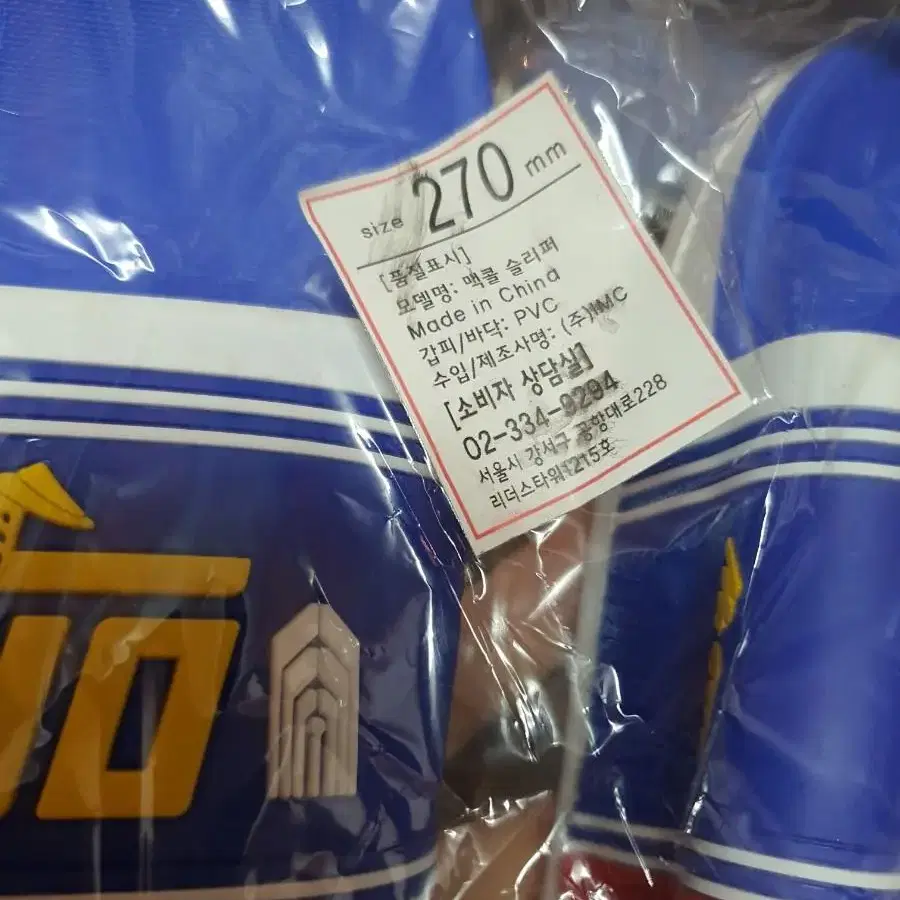 size 270 mm
[품질표시]
모델명: 맥콜 슬리퍼
Made in China
갑피/바닥: PVC
수입/제조사명: (주)IMC
[소비자 상담실]
02-334-9294
서울시 강서구 공항대로228
리더스타워1215호